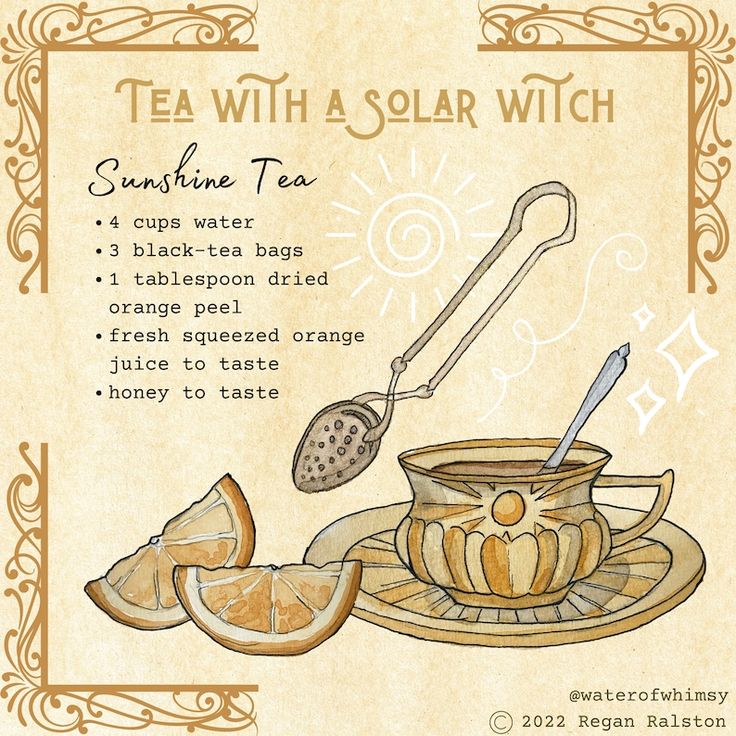 Tea with a Solar witch
Sunshine Tea
• 4 cups water
• 3 black-tea bags
• 1 tablespoon dried
orange peel
• fresh squeezed orange
juice to taste
• honey to taste
@waterofwhimsy
© 2022 Regan Ralston